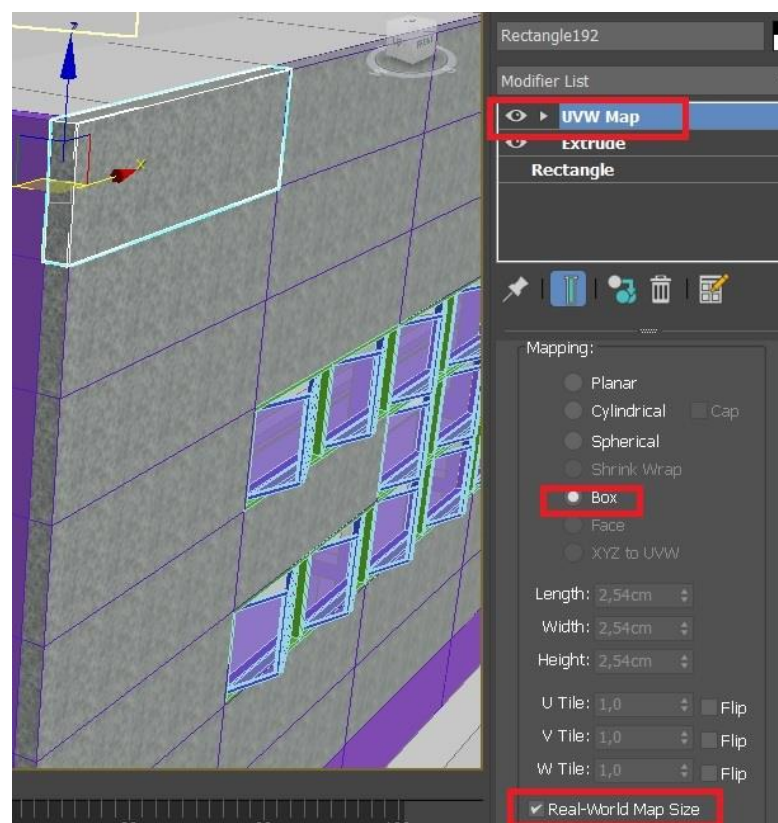 Rectangle192
Modifier List
UVW Map
Extrude
Rectangle
Mapping:
Planar
Cylindrical Cap
Spherical
Shrink Wrap
Box
Face
XYZ to UVW
Length: 2,54cm
Width: 2,54cm
Height: 2,54cm
U Tile: 1,0 Flip
V Tile: 1,0 Flip
W Tile: 1,0 Flip
Real-World Map Size
z
x